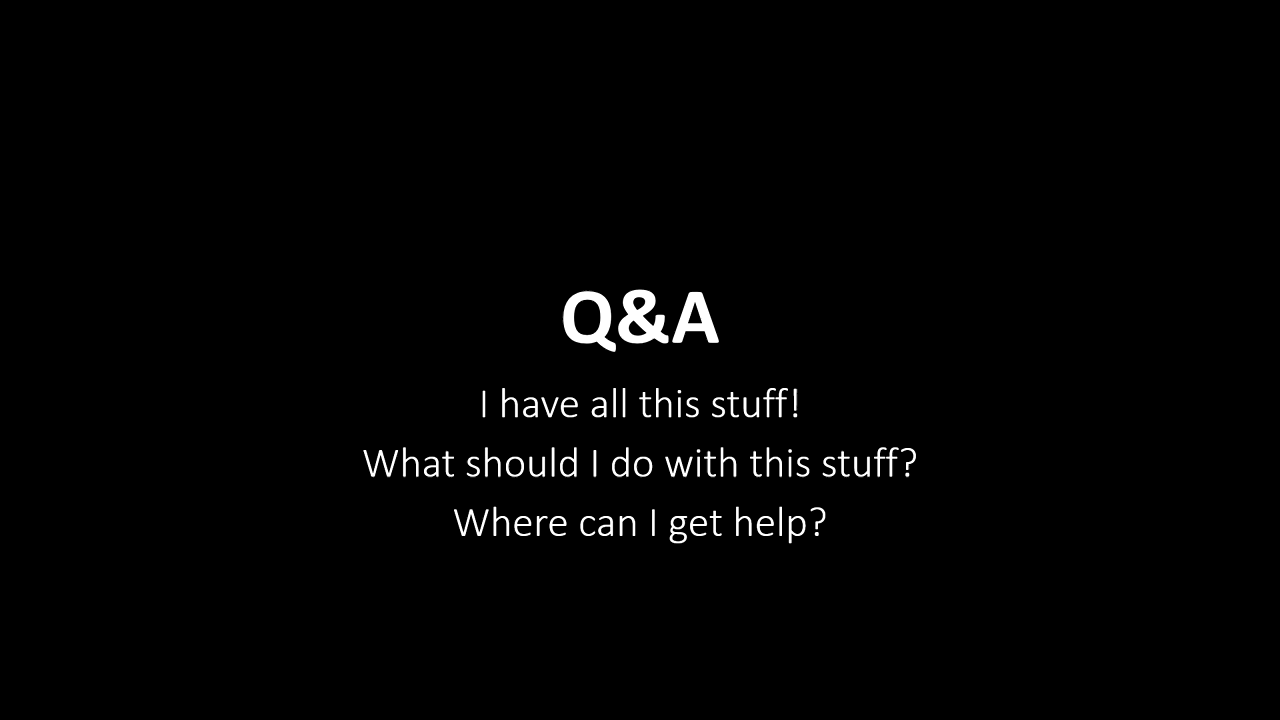 Q&A
I have all this stuff!
What should I do with this stuff?
Where can I get help?